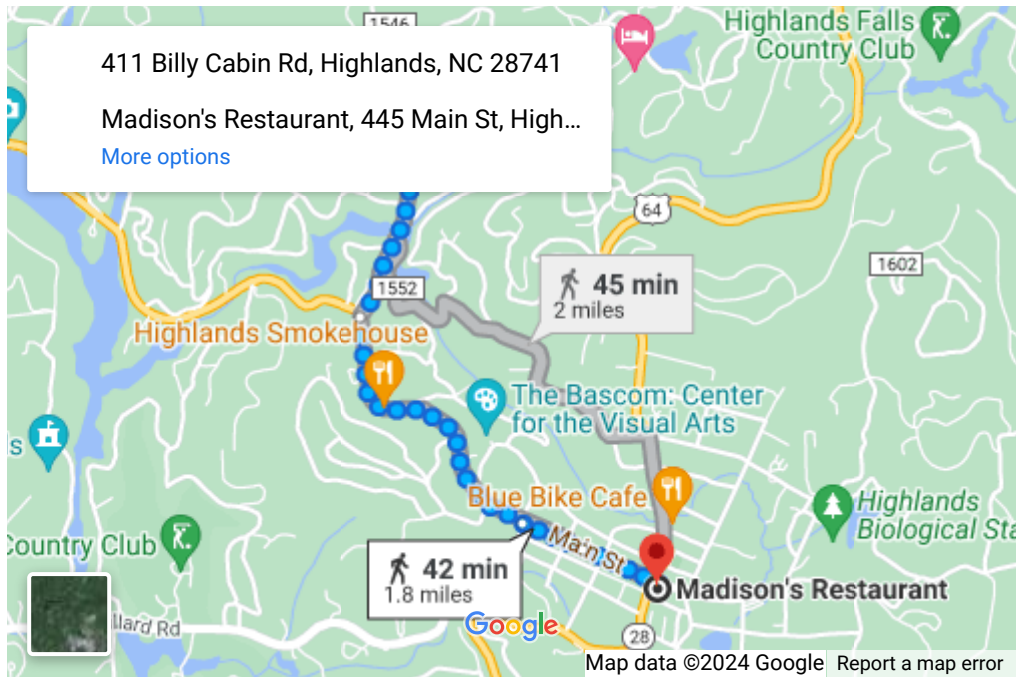 1546
Highlands Falls
Country Club
411 Billy Cabin Rd, Highlands, NC 28741
Madison's Restaurant, 445 Main St, High...
More options
64
1602
45 min
2 miles
1552
Highlands Smokehouse
The Bascom: Center
for the Visual Arts
s
Blue Bike Cafe
Highlands
Biological Sta
Country Club
Main St
42 min
1.8 miles
Madison's Restaurant
Google
llard Rd
28
Map data ©2024 Google
Report a map error